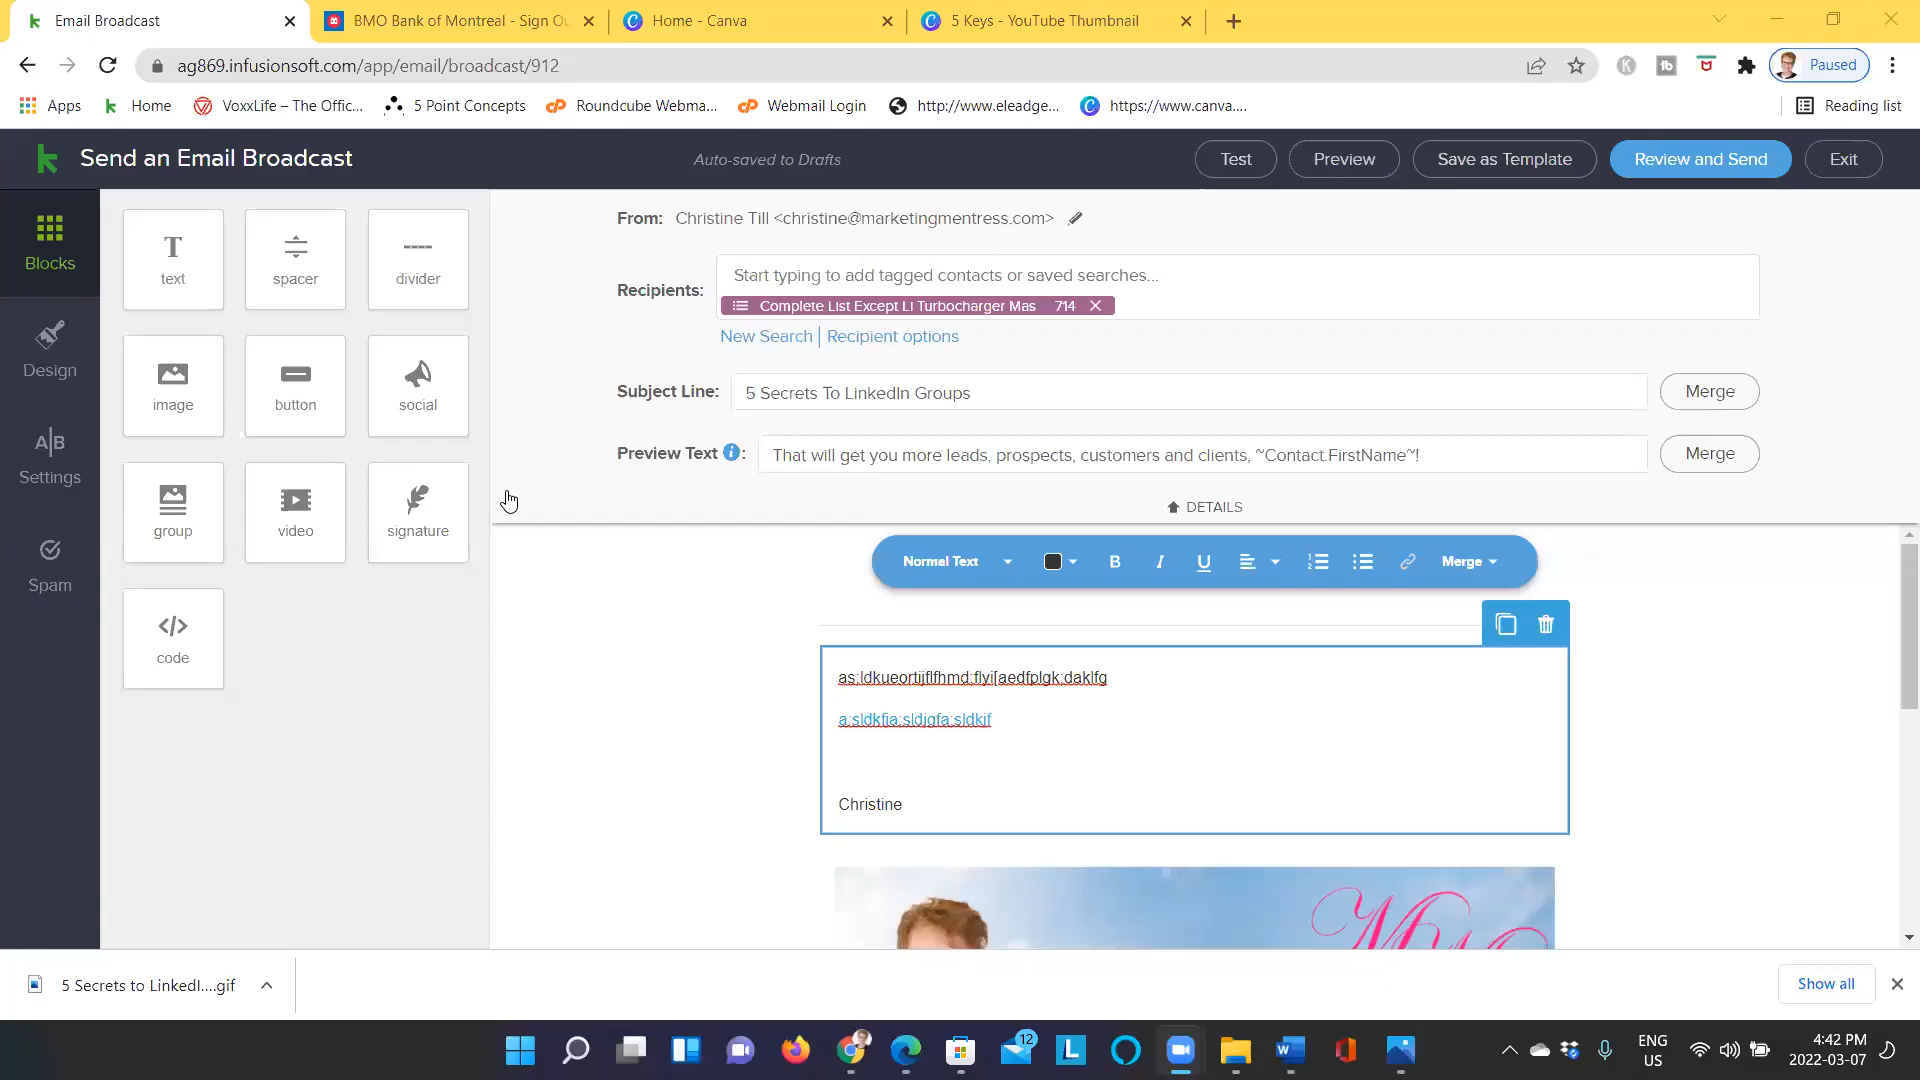 Email Broadcast
BMO Bank of Montreal - Sign Ou
Home - Canva
5 Keys - YouTube Thumbnail
ag869.infusionsoft.com/app/email/broadcast/912
Paused
Apps
Home
VoxxLife – The Offic...
5 Point Concepts
Roundcube Webma...
Webmail Login
http://www.eleadge...
https://www.canva....
Reading list
Send an Email Broadcast
Auto-saved to Drafts
Test
Preview
Save as Template
Review and Send
Exit
Blocks
Design
A|B
Settings
Spam
T
text
spacer
divider
image
button
social
group
video
signature
</>
code
From: Christine Till <christine@marketingmentress.com>
Recipients:
Start typing to add tagged contacts or saved searches...
Complete List Except LI Turbocharger Mas 714
New Search | Recipient options
Subject Line: 5 Secrets To LinkedIn Groups
Merge
Preview Text : That will get you more leads, prospects, customers and clients, ~Contact.FirstName~!
Merge
DETAILS
Normal Text
B I U
Merge
as;ldkueortijflfhmd;flyi[aedfplgk;daklfg
a;sldkfja;sldjgfa;sldkjf
Christine
5 Secrets to LinkedI....gif
Show all
12
ENG
US
4:42 PM
2022-03-07